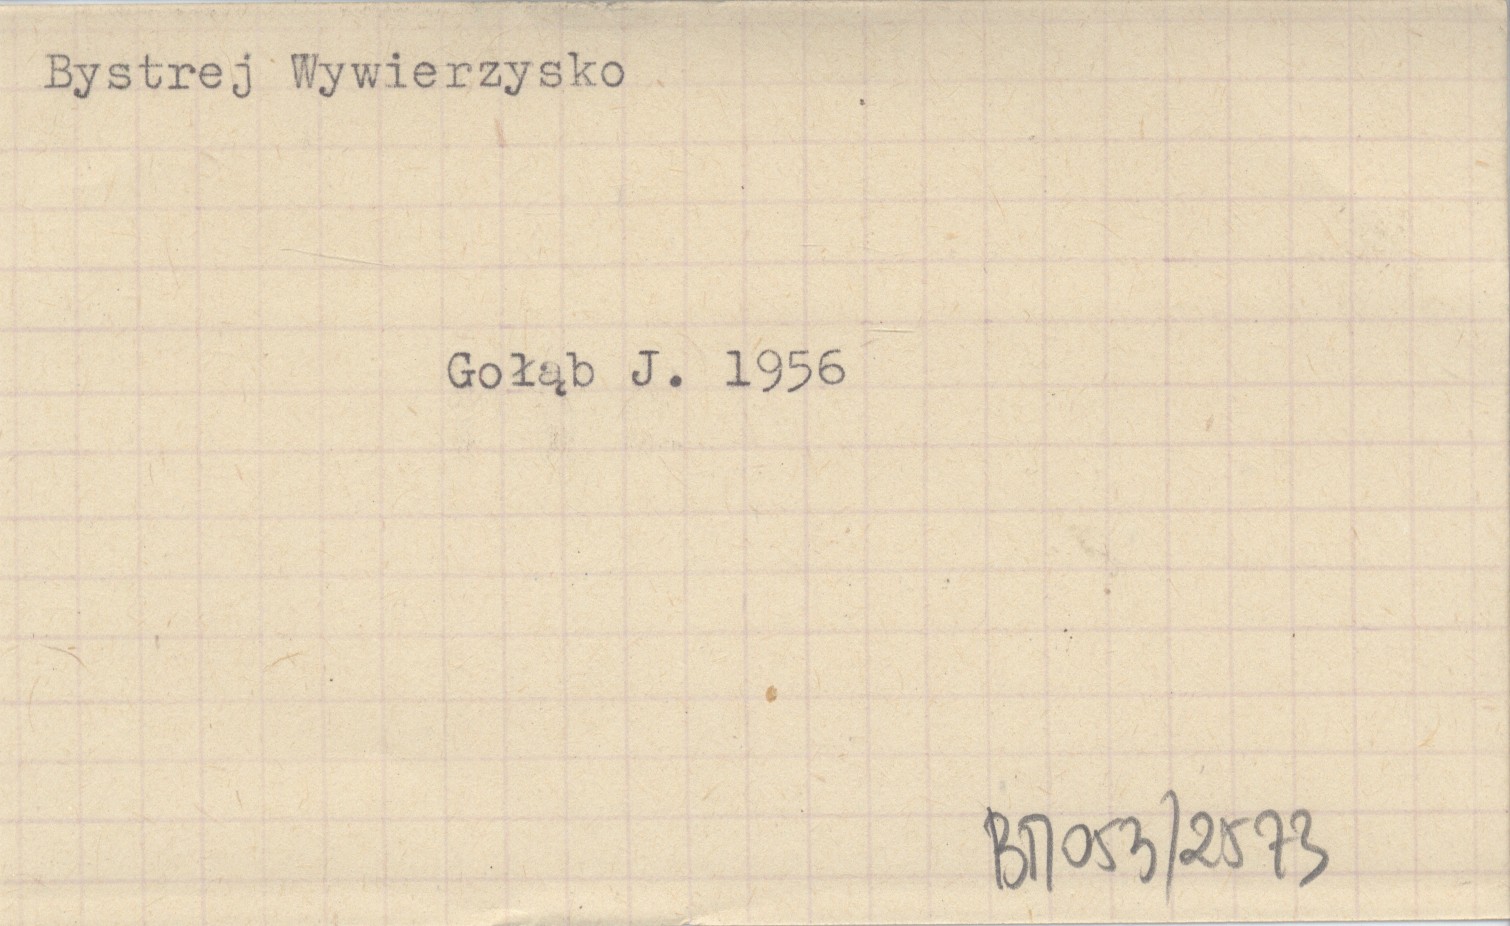 Bystrej Wywierzysko
Gołąb J. 1956
BП053/2573